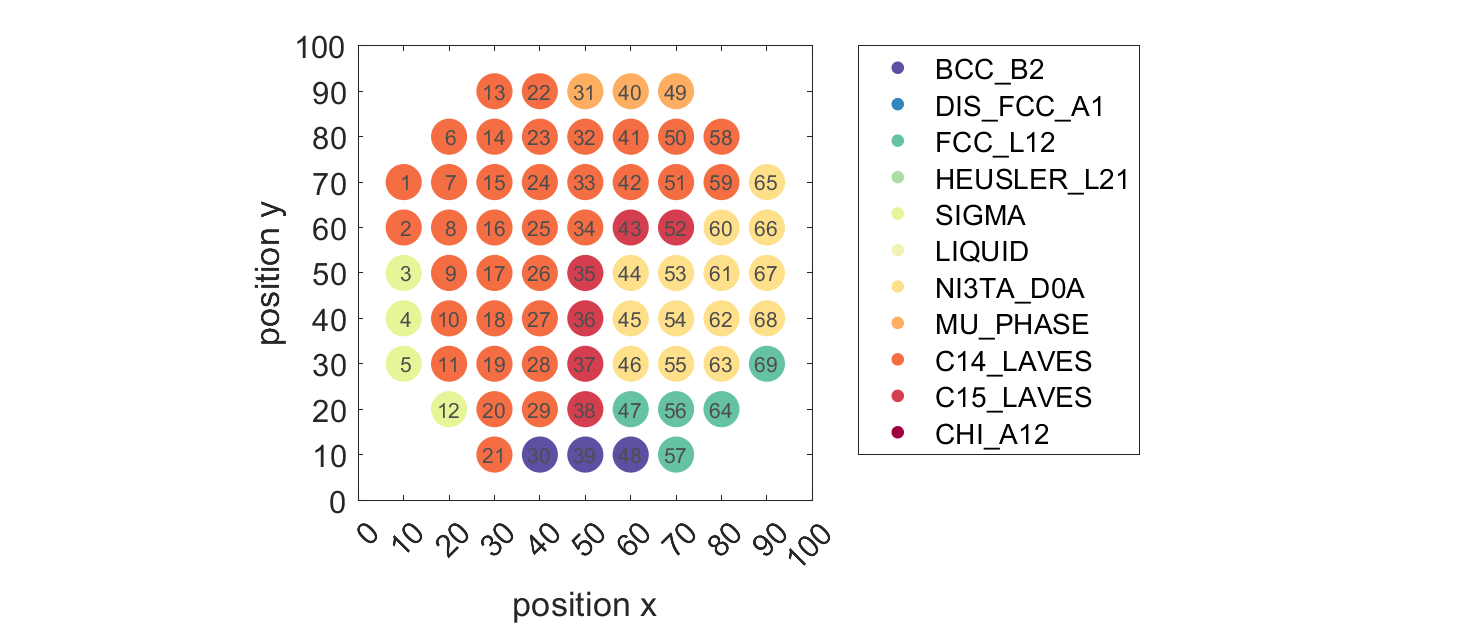 100
90 13 22 31 40 49
80 6 14 23 32 41 50 58
70 1 7 15 24 33 42 51 59 65
60 2 8 16 25 34 43 52 60 66
50 3 9 17 26 35 44 53 61 67
40 4 10 18 27 36 45 54 62 68
30 5 11 19 28 37 46 55 63 69
20 12 20 29 38 47 56 64
10 21 30 39 48 57
0
0 10 20 30 40 50 60 70 80 90 100
position x
position y
BCC_B2
DIS_FCC_A1
FCC_L12
HEUSLER_L21
SIGMA
LIQUID
NI3TA_D0A
MU_PHASE
C14_LAVES
C15_LAVES
CHI_A12